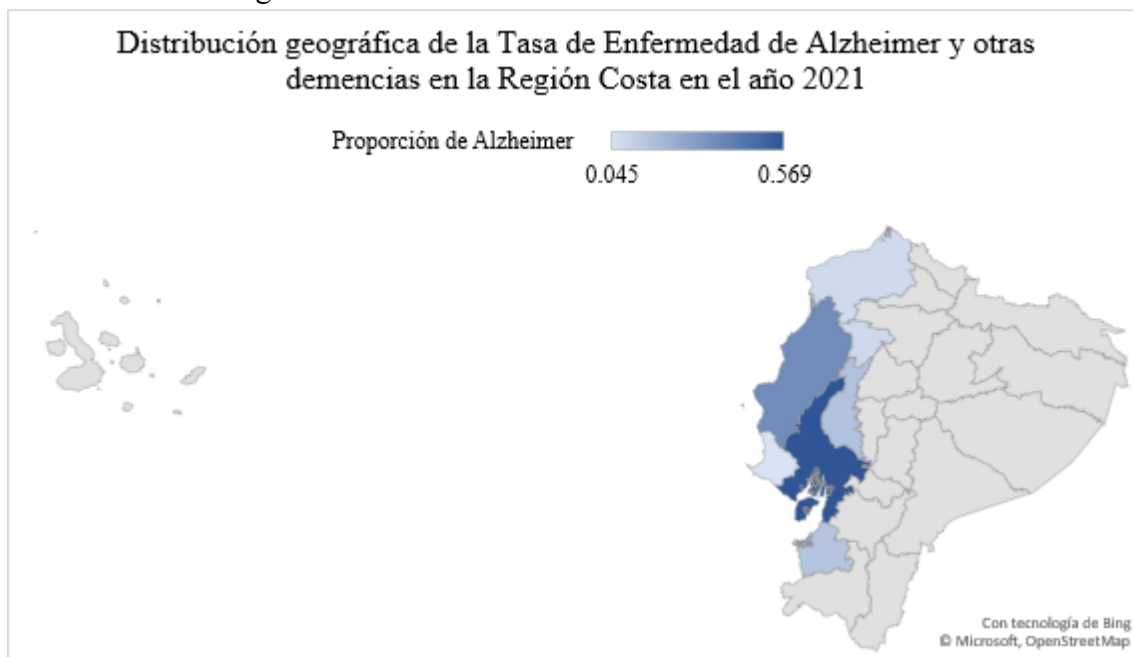 Distribución geográfica de la Tasa de Enfermedad de Alzheimer y otras
demencias en la Región Costa en el año 2021
Proporción de Alzheimer
0.045 0.569
Con tecnología de Bing
© Microsoft, OpenStreetMap